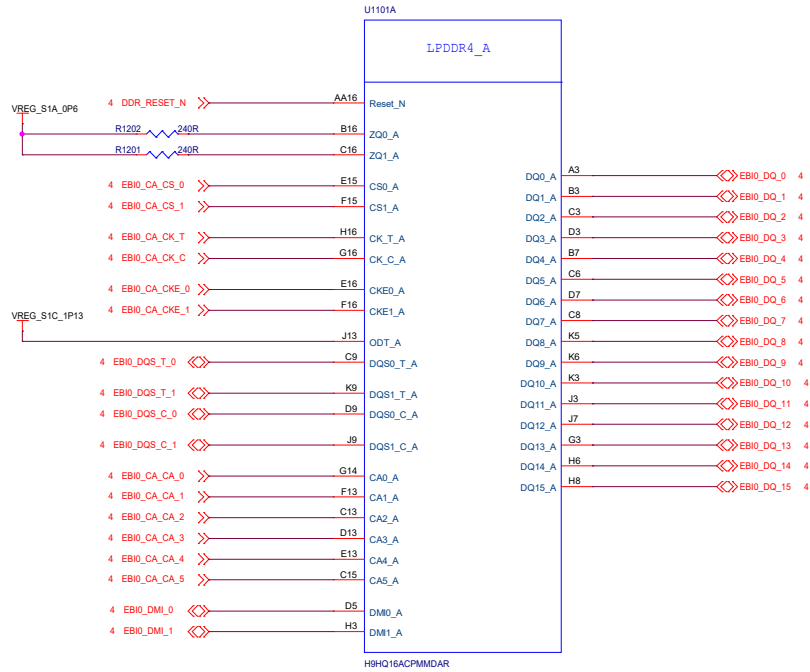 U1101A
LPDDR4_A
4 DDR_RESET_N AA16 Reset_N
VREG_S1A_0P6
R1202 240R B16 ZQ0_A
R1201 240R C16 ZQ1_A
4 EBI0_CA_CS_0 E15 CS0_A
4 EBI0_CA_CS_1 F15 CS1_A
4 EBI0_CA_CK_T H16 CK_T_A
4 EBI0_CA_CK_C G16 CK_C_A
4 EBI0_CA_CKE_0 E16 CKE0_A
4 EBI0_CA_CKE_1 F16 CKE1_A
VREG_S1C_1P13
J13 ODT_A
4 EBI0_DQS_T_0 C9 DQS0_T_A
4 EBI0_DQS_T_1 K9 DQS1_T_A
4 EBI0_DQS_C_0 D9 DQS0_C_A
4 EBI0_DQS_C_1 J9 DQS1_C_A
4 EBI0_CA_CA_0 G14 CA0_A
4 EBI0_CA_CA_1 F13 CA1_A
4 EBI0_CA_CA_2 C13 CA2_A
4 EBI0_CA_CA_3 D13 CA3_A
4 EBI0_CA_CA_4 E13 CA4_A
4 EBI0_CA_CA_5 C15 CA5_A
4 EBI0_DMI_0 D5 DMI0_A
4 EBI0_DMI_1 H3 DMI1_A
DQ0_A A3 EBI0_DQ_0 4
DQ1_A B3 EBI0_DQ_1 4
DQ2_A C3 EBI0_DQ_2 4
DQ3_A D3 EBI0_DQ_3 4
DQ4_A B7 EBI0_DQ_4 4
DQ5_A C6 EBI0_DQ_5 4
DQ6_A D7 EBI0_DQ_6 4
DQ7_A C8 EBI0_DQ_7 4
DQ8_A K5 EBI0_DQ_8 4
DQ9_A K6 EBI0_DQ_9 4
DQ10_A K3 EBI0_DQ_10 4
DQ11_A J3 EBI0_DQ_11 4
DQ12_A J7 EBI0_DQ_12 4
DQ13_A G3 EBI0_DQ_13 4
DQ14_A H6 EBI0_DQ_14 4
DQ15_A H8 EBI0_DQ_15 4
H9HQ16ACPMMDAR